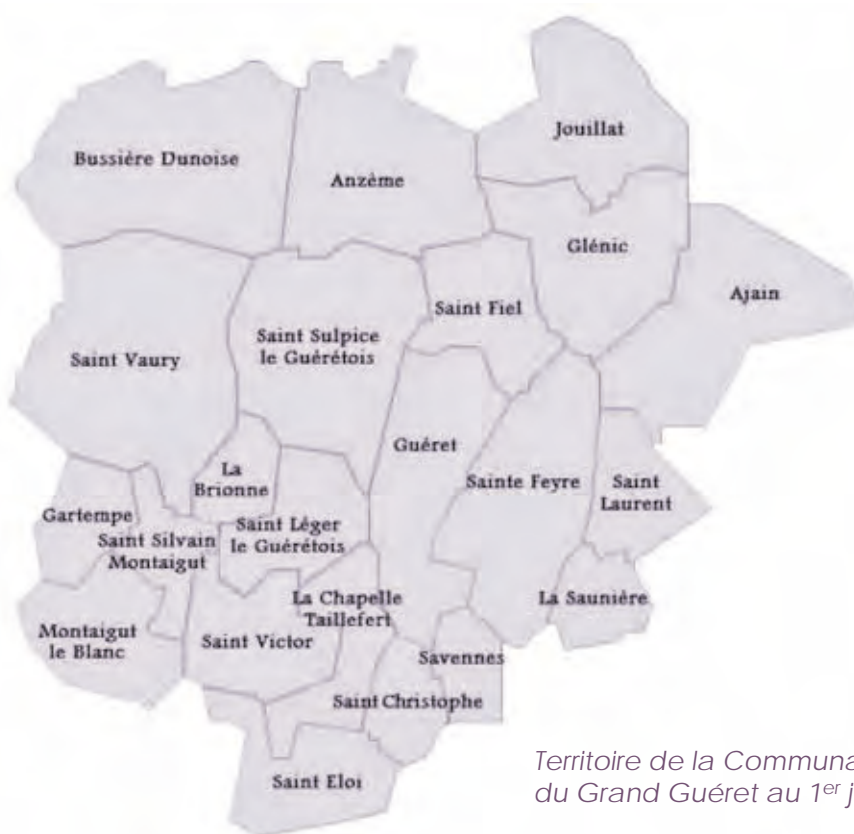 Jouillat
Bussière Dunoise
Anzême
Glénic
Ajain
Saint Fiel
Saint Sulpice
le Guérétois
Saint Vaury
Guéret
La
Brionne
Sainte Feyre
Saint
Laurent
Gartempe
Saint Léger
le Guérétois
Saint Silvain
Montaigut
La Chapelle
Taillefert
La Saunière
Montaigut
le Blanc
Saint Victor
Savennes
Saint Christophe
Saint Eloi
Territoire de la Communa
du Grand Guéret au 1er j